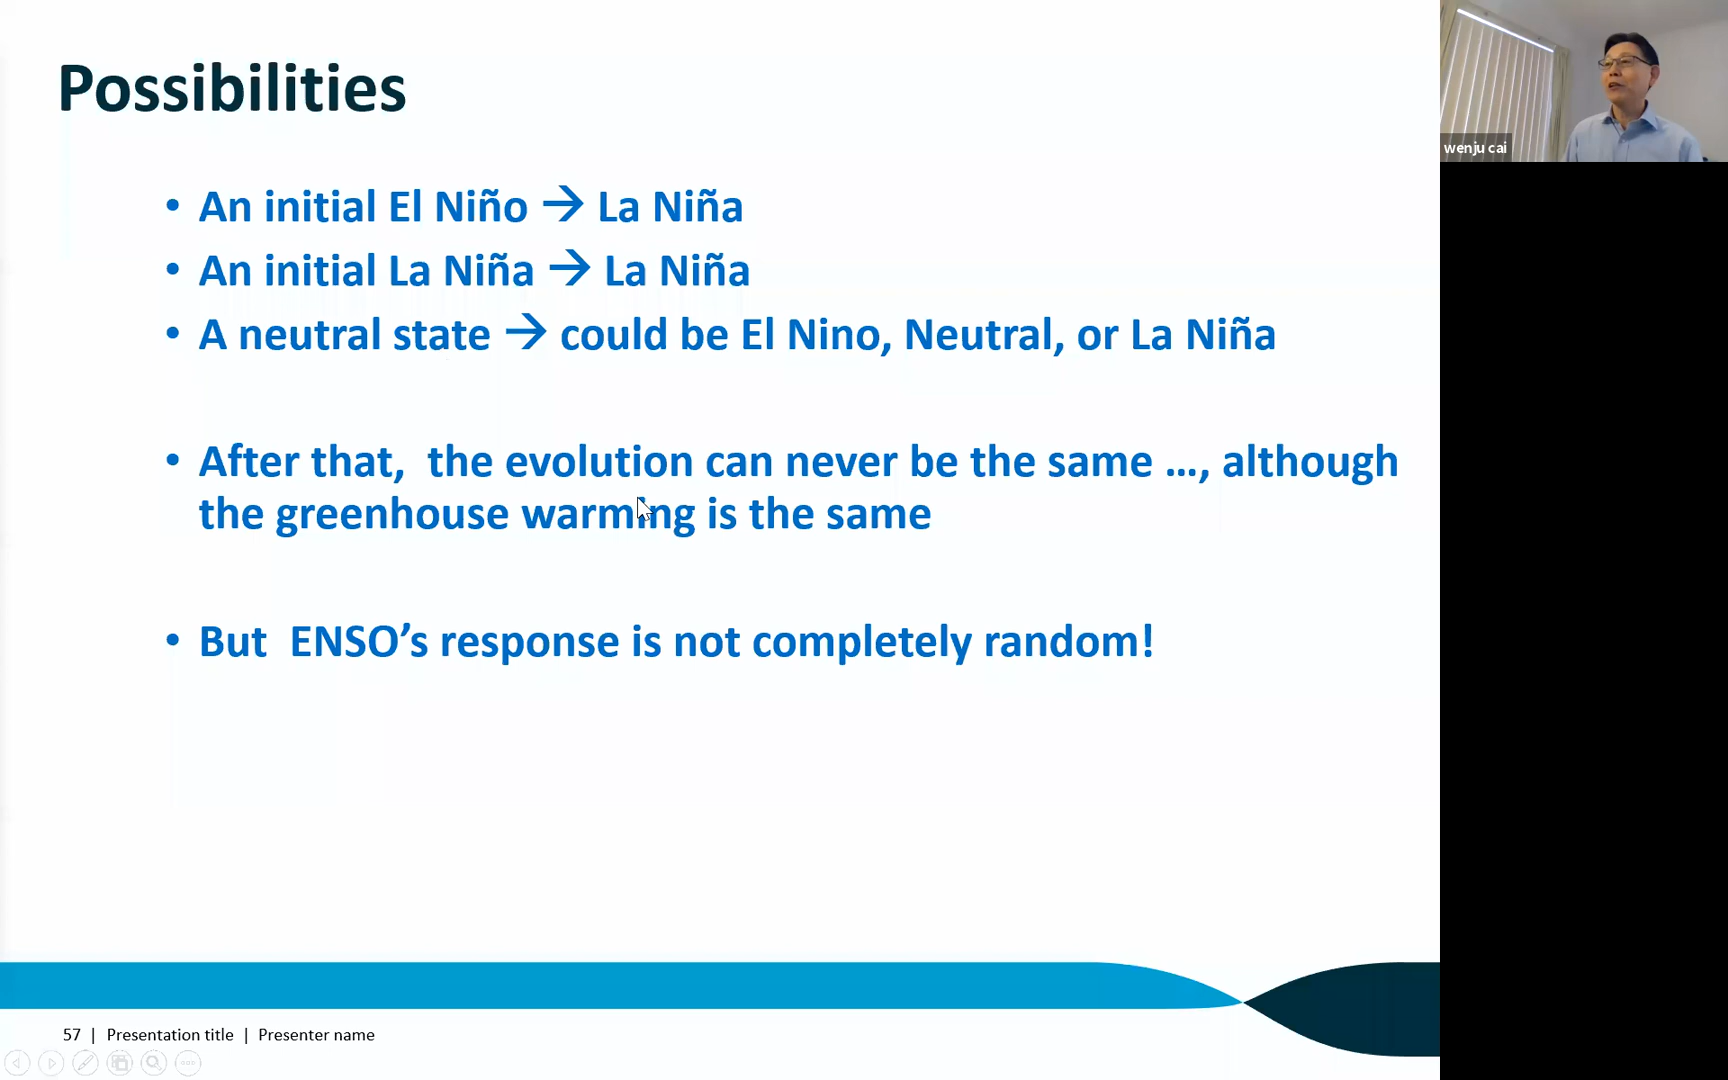 Possibilities
• An initial El Niño → La Niña
• An initial La Niña → La Niña
• A neutral state → could be El Nino, Neutral, or La Niña
• After that,  the evolution can never be the same …, although
the greenhouse warming is the same
• But  ENSO’s response is not completely random!
57 | Presentation title | Presenter name
wenju cai